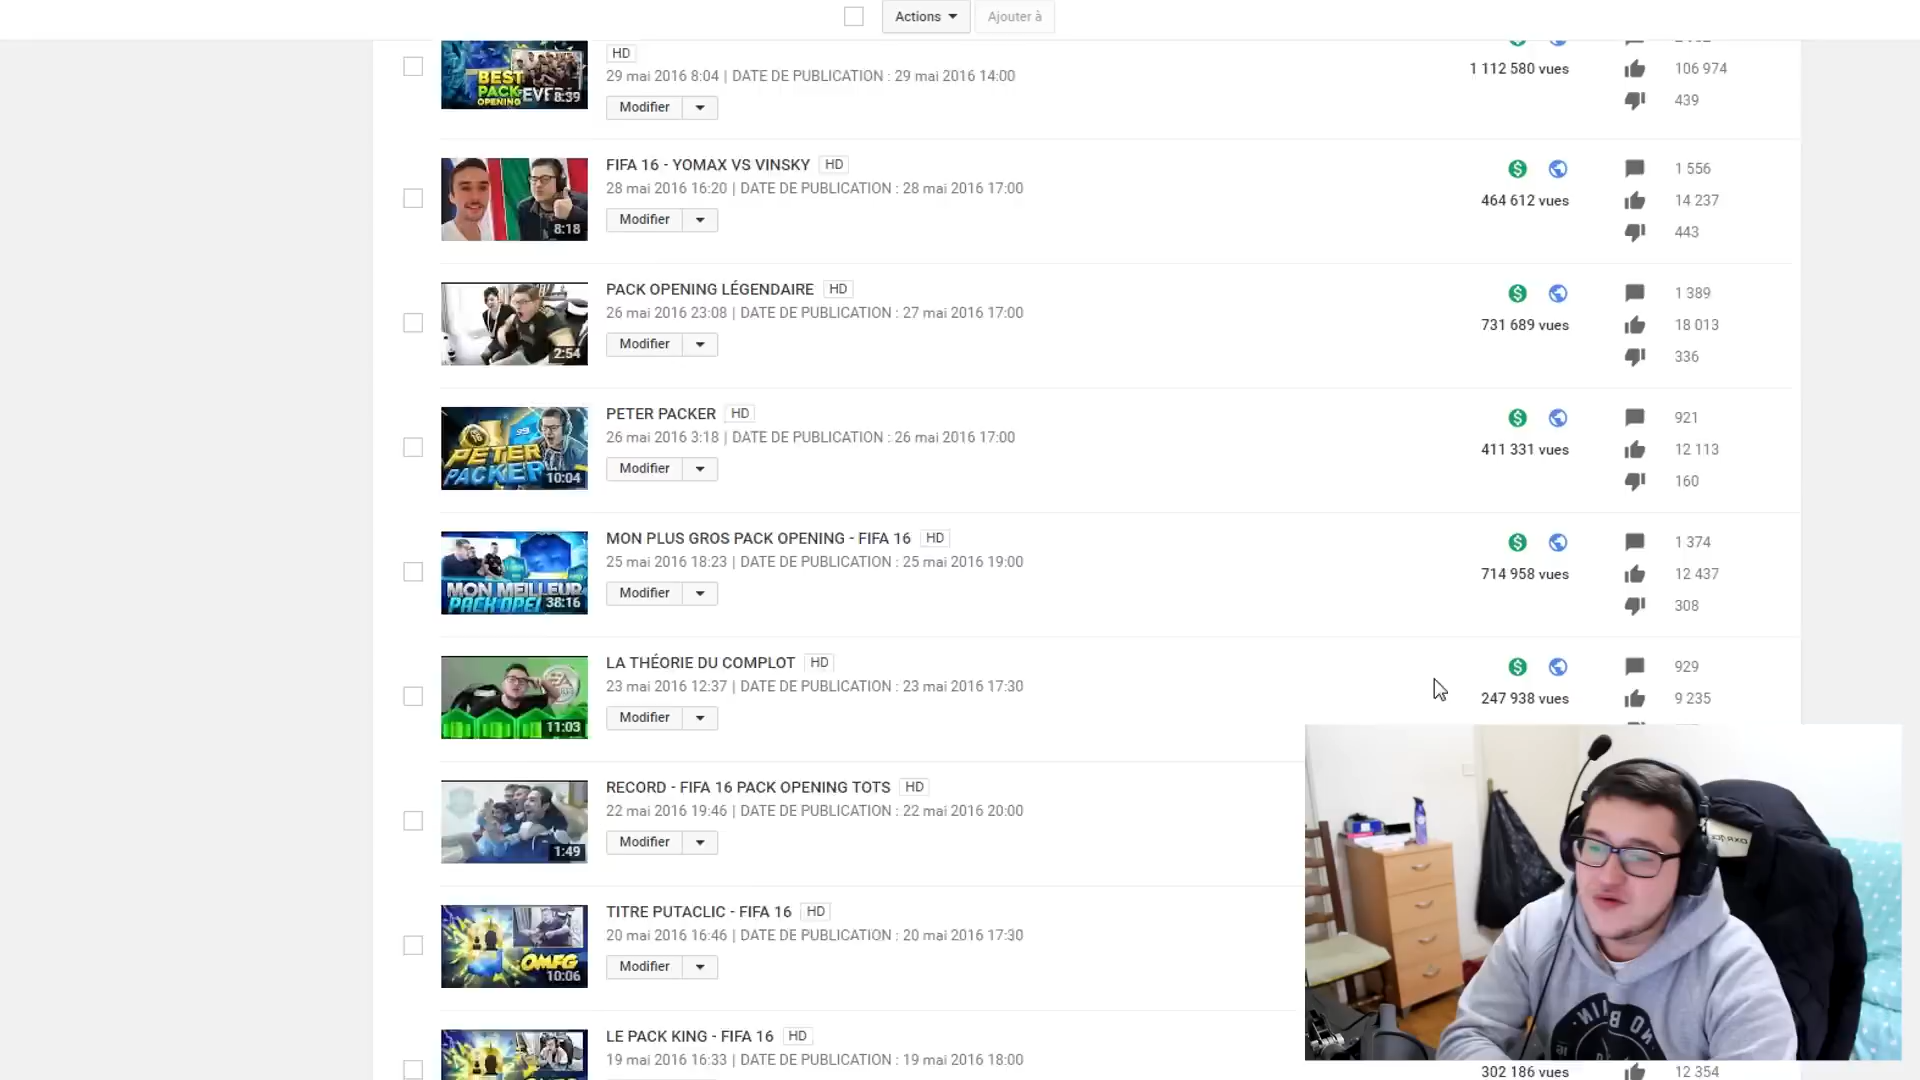 Actions
Ajouter à
BEST
PACK
OPENING
EVER
8:39
HD
29 mai 2016 8:04 | DATE DE PUBLICATION : 29 mai 2016 14:00
Modifier
1 112 580 vues
106 974
439
FIFA 16 - YOMAX VS VINSKY HD
28 mai 2016 16:20 | DATE DE PUBLICATION : 28 mai 2016 17:00
Modifier
8:18
464 612 vues
1 556
14 237
443
PACK OPENING LÉGENDAIRE HD
26 mai 2016 23:08 | DATE DE PUBLICATION : 27 mai 2016 17:00
Modifier
2:54
731 689 vues
1 389
18 013
336
PETER PACKER HD
26 mai 2016 3:18 | DATE DE PUBLICATION : 26 mai 2016 17:00
Modifier
99
PETER
PACKER
10:04
411 331 vues
921
12 113
160
MON PLUS GROS PACK OPENING - FIFA 16 HD
25 mai 2016 18:23 | DATE DE PUBLICATION : 25 mai 2016 19:00
Modifier
MON MEILLEUR
PACK OPE
38:16
714 958 vues
1 374
12 437
308
LA THÉORIE DU COMPLOT HD
23 mai 2016 12:37 | DATE DE PUBLICATION : 23 mai 2016 17:30
Modifier
EA
11:03
247 938 vues
929
9 235
RECORD - FIFA 16 PACK OPENING TOTS HD
22 mai 2016 19:46 | DATE DE PUBLICATION : 22 mai 2016 20:00
Modifier
1:49
TITRE PUTACLIC - FIFA 16 HD
20 mai 2016 16:46 | DATE DE PUBLICATION : 20 mai 2016 17:30
Modifier
OMFG
10:06
LE PACK KING - FIFA 16 HD
19 mai 2016 16:33 | DATE DE PUBLICATION : 19 mai 2016 18:00
302 186 vues
12 354